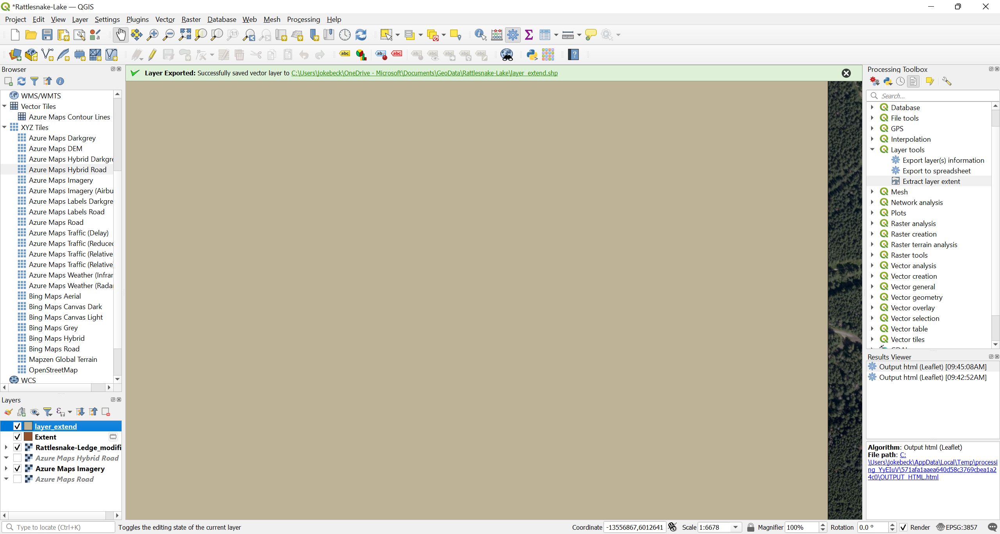 *Rattlesnake-Lake — QGIS
Project Edit View Layer Settings Plugins Vector Raster Database Web Mesh Processing Help
Browser
WMS/WMTS
Vector Tiles
Azure Maps Contour Lines
XYZ Tiles
Azure Maps Darkgrey
Azure Maps DEM
Azure Maps Hybrid Darkgre
Azure Maps Hybrid Road
Azure Maps Imagery
Azure Maps Imagery (Airbu
Azure Maps Labels Darkgre
Azure Maps Labels Road
Azure Maps Road
Azure Maps Traffic (Delay)
Azure Maps Traffic (Reduced
Azure Maps Traffic (Relative
Azure Maps Traffic (Relative
Azure Maps Weather (Infrar
Azure Maps Weather (Radar
Bing Maps Aerial
Bing Maps Canvas Dark
Bing Maps Canvas Light
Bing Maps Grey
Bing Maps Hybrid
Bing Maps Road
Mapzen Global Terrain
OpenStreetMap
WCS
Layers
layer_extend
Extent
Rattlesnake-Ledge_modifi
Azure Maps Hybrid Road
Azure Maps Imagery
Azure Maps Road
Layer Exported: Successfully saved vector layer to C:\Users\jokebeck\OneDrive - Microsoft\Documents\GeoData\Rattlesnake-Lake\layer_extend.shp
Processing Toolbox
Search...
Database
File tools
GPS
Interpolation
Layer tools
Export layer(s) information
Export to spreadsheet
Extract layer extent
Mesh
Network analysis
Plots
Raster analysis
Raster creation
Raster terrain analysis
Raster tools
Vector analysis
Vector creation
Vector general
Vector geometry
Vector overlay
Vector selection
Vector table
Vector tiles
Results Viewer
Output html (Leaflet) [09:45:08AM]
Output html (Leaflet) [09:42:52AM]
Algorithm: Output html (Leaflet)
File path: C:
\Users\jokebeck\AppData\Local\Temp\processi
ng_YyEIuV\571afa1aaea640d58c3769cbea1a2
4c0\OUTPUT_HTML.html
Type to locate (Ctrl+K) Toggles the editing state of the current layer Coordinate -13556867,6012641 Scale 1:6678 Magnifier 100% Rotation 0.0 ° Render EPSG:3857